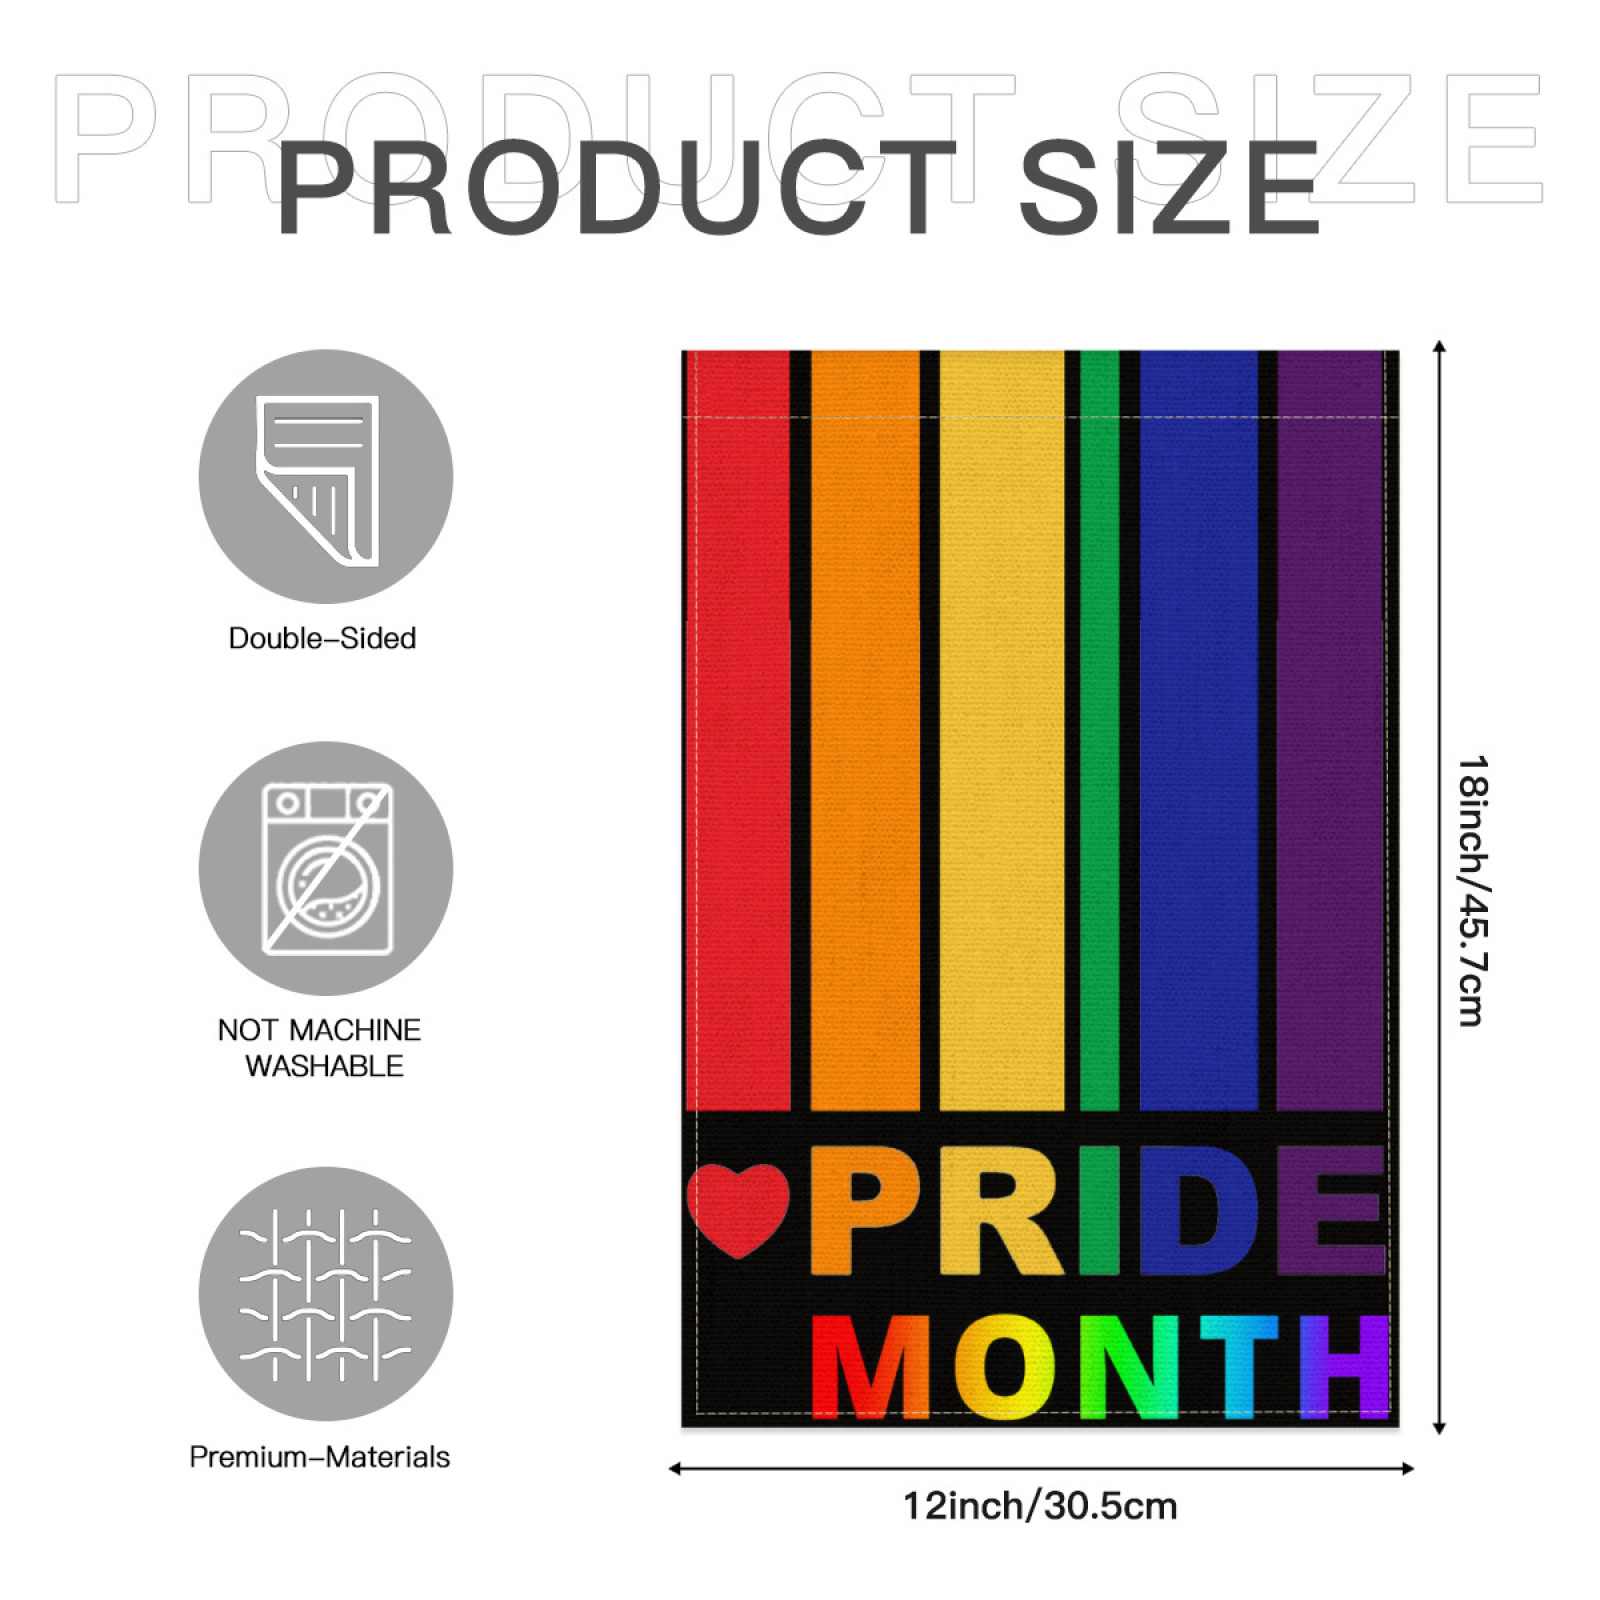 PRODUCT SIZE
PRODUCT SIZE
Double-Sided
NOT MACHINE
WASHABLE
Premium-Materials
PRIDE
MONTH
18inch/45.7cm
12inch/30.5cm